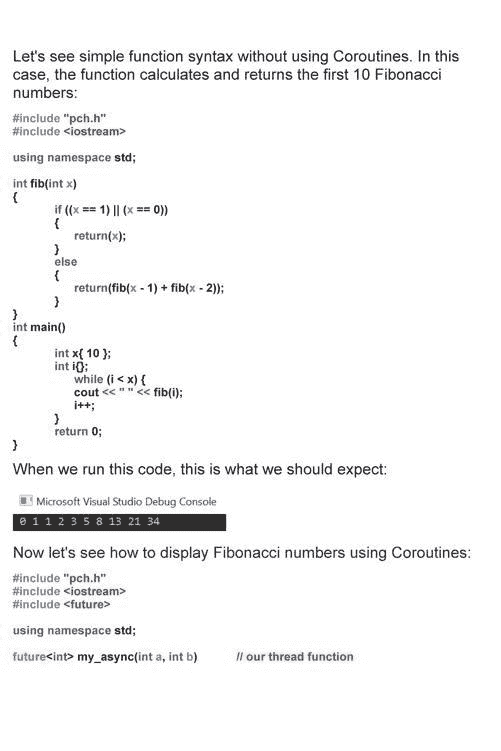 Let's see simple function syntax without using Coroutines. In this
case, the function calculates and returns the first 10 Fibonacci
numbers:
#include "pch.h"
#include <iostream>
using namespace std;
int fib(int x)
{
if ((x == 1) || (x == 0))
{
return(x);
}
else
{
return(fib(x - 1) + fib(x - 2));
}
}
int main()
{
int x{ 10 };
int i{};
while (i < x) {
cout << " " << fib(i);
i++;
}
return 0;
}
When we run this code, this is what we should expect:
Microsoft Visual Studio Debug Console
0 1 1 2 3 5 8 13 21 34
Now let's see how to display Fibonacci numbers using Coroutines:
#include "pch.h"
#include <iostream>
#include <future>
using namespace std;
future<int> my_async(int a, int b) // our thread function